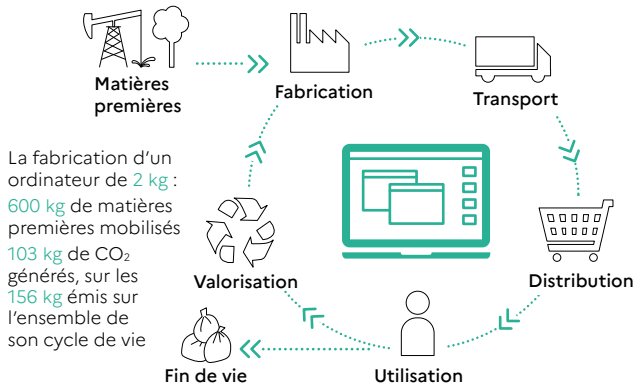 Matières
premières
Fabrication
Transport
La fabrication d'un
ordinateur de 2 kg :
600 kg de matières
premières mobilisés
103 kg de CO₂
générés, sur les
156 kg émis sur
l'ensemble de
son cycle de vie
Valorisation
Distribution
Fin de vie
Utilisation